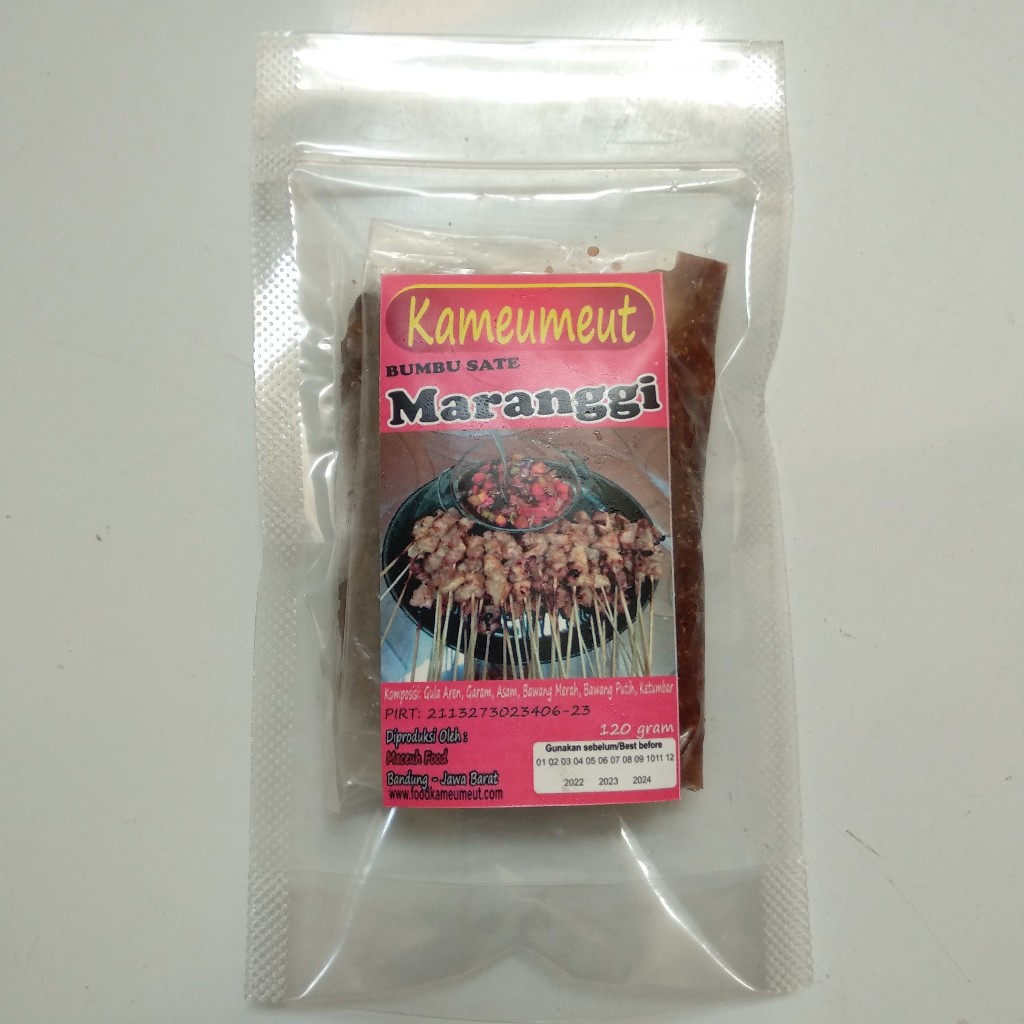 Kameumeut
BUMBU SATE
Maranggi
Komposisi: Gula Aren, Garam, Asam, Bawang Merah, Bawang Putih, Ketumbar
PIRT: 2113273023406-23
120 gram
Diproduksi Oleh :
Maceuh Food
Bandung - Jawa Barat
www.foodkameumeut.com
Gunakan sebelum/Best before
01 02 03 04 05 06 07 08 09 1011 12
2022 2023 2024